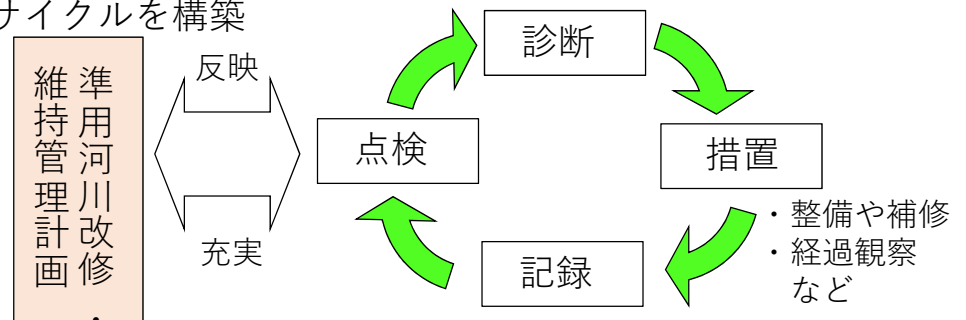 サイクルを構築
準用河川改修・
維持管理計画
反映
充実
点検
診断
措置
・整備や補修
・経過観察
など
記録